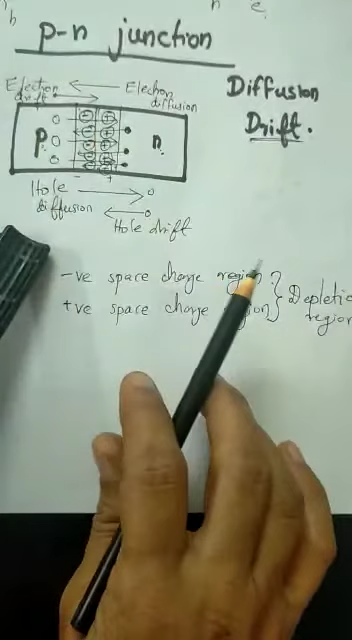 h n e
p-n junction
Electron ← Electron
drift → diffusion
Diffusion
Drift.
p n
- +
Hole → o
diffusion ← o
Hole drift
-ve space charge region
+ve space charge region } Depletion
region